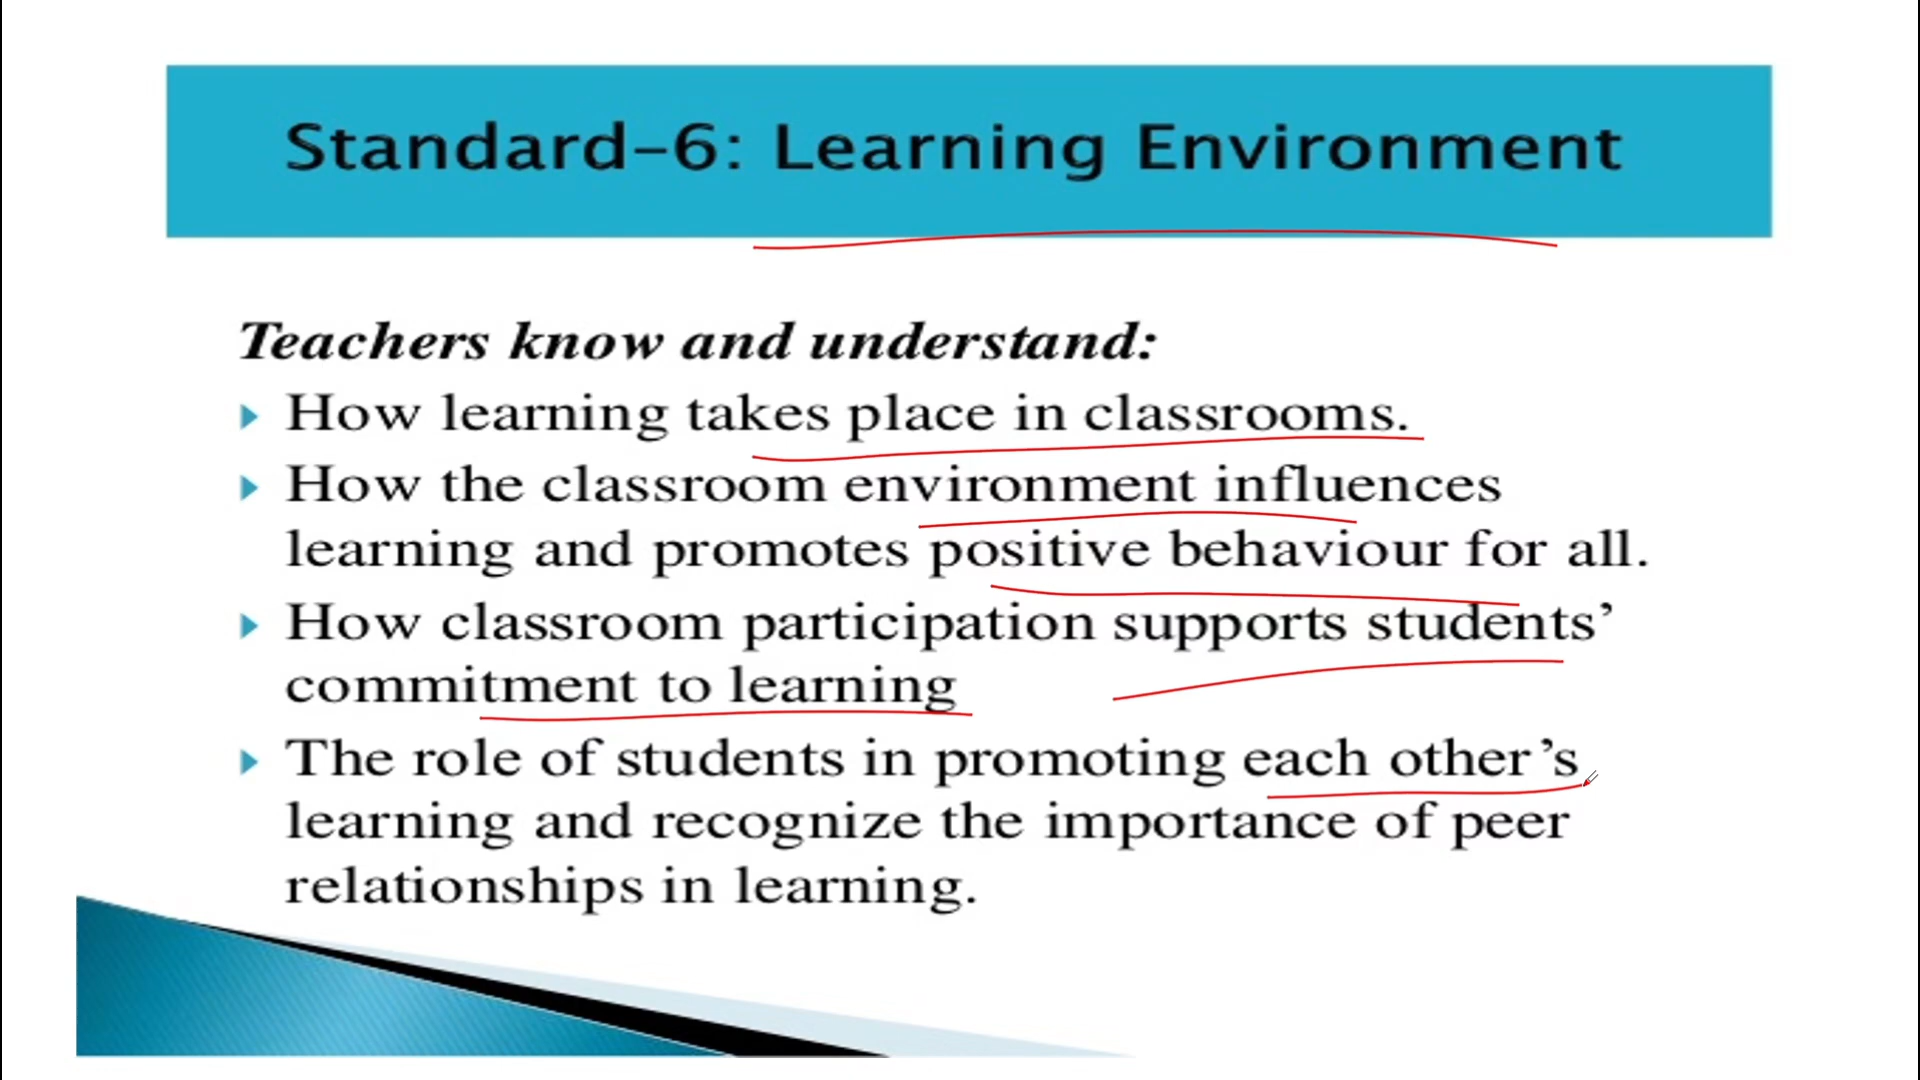 Standard-6: Learning Environment
Teachers know and understand:
How learning takes place in classrooms.
How the classroom environment influences
learning and promotes positive behaviour for all.
How classroom participation supports students’
commitment to learning
The role of students in promoting each other’s
learning and recognize the importance of peer
relationships in learning.